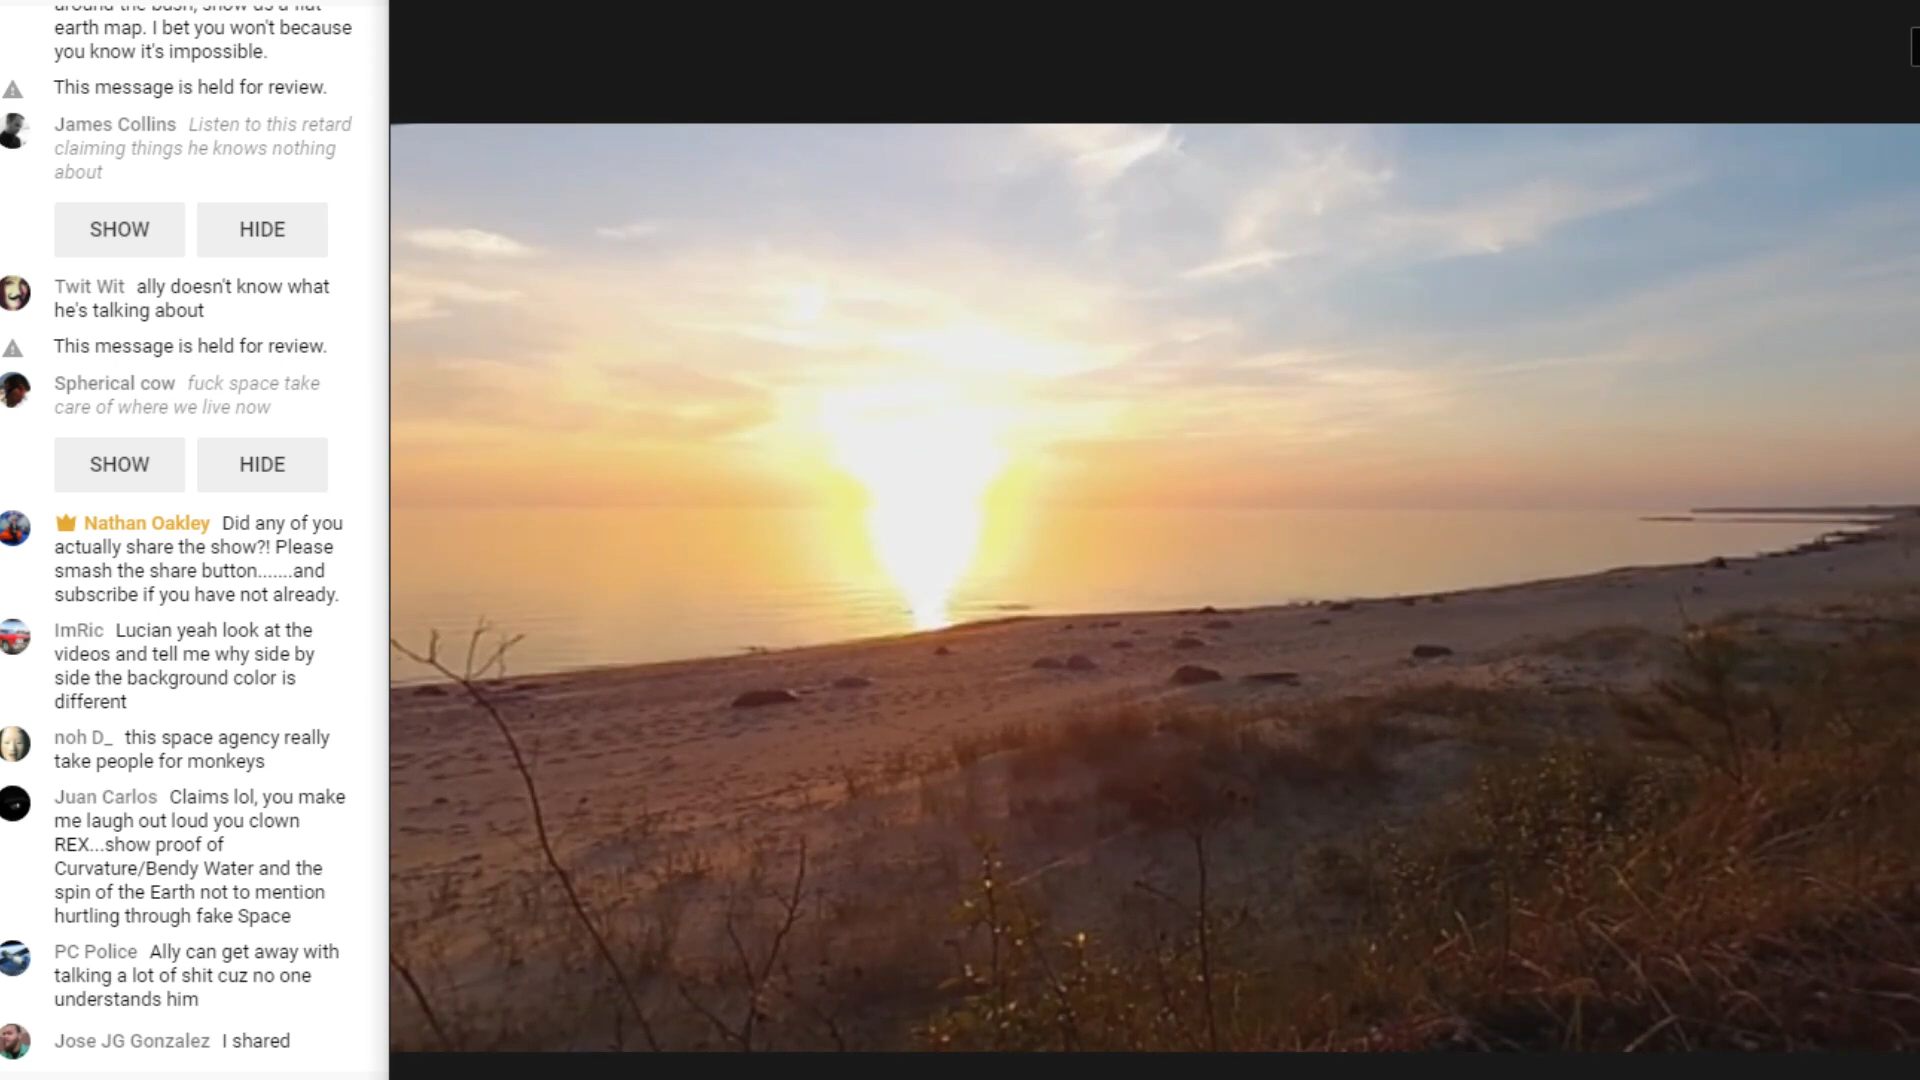 around the bush, show us a flat
earth map. I bet you won't because
you know it's impossible.
This message is held for review.
James Collins Listen to this retard
claiming things he knows nothing
about
SHOW HIDE
Twit Wit ally doesn't know what
he's talking about
This message is held for review.
Spherical cow fuck space take
care of where we live now
SHOW HIDE
Nathan Oakley Did any of you
actually share the show?! Please
smash the share button.......and
subscribe if you have not already.
ImRic Lucian yeah look at the
videos and tell me why side by
side the background color is
different
noh D_ this space agency really
take people for monkeys
Juan Carlos Claims lol, you make
me laugh out loud you clown
REX...show proof of
Curvature/Bendy Water and the
spin of the Earth not to mention
hurtling through fake Space
PC Police Ally can get away with
talking a lot of shit cuz no one
understands him
Jose JG Gonzalez I shared